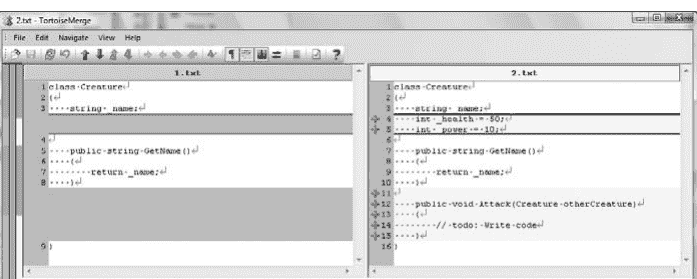 2.txt - TortoiseMerge
File Edit Navigate View Help
1.txt
1 class·Creature
2 {
3 ····string·_name;
4
5 ····public·string·GetName()
6 ····{
7 ········return·_name;
8 ····}
9 }
2.txt
1 class·Creature
2 {
3 ····string·_name;
4 ····int·_health·=·50;
5 ····int·_power·=·10;
6
7 ····public·string·GetName()
8 ····{
9 ········return·_name;
10 ····}
11
12 ····public·void·Attack(Creature·otherCreature)
13 ····{
14 ········//·todo:·Write·code
15 ····}
16 }